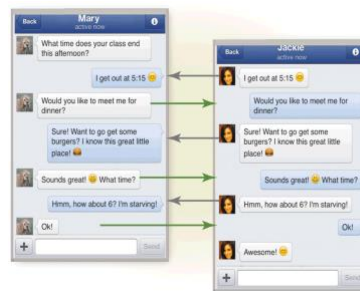 Back
Mary
active now
What time does your class end
this afternoon?
I get out at 5:15
Would you like to meet me for
dinner?
Sure! Want to go get some
burgers? I know this great little
place!
Sounds great! What time?
Hmm, how about 6? I'm starving!
Ok!
Send
Back
Jackie
active now
I get out at 5:15
Would you like to meet me for
dinner?
Sure! Want to go get some
burgers? I know this great little
place!
Sounds great! What time?
Hmm, how about 6? I'm starving!
Ok!
Awesome!
Send